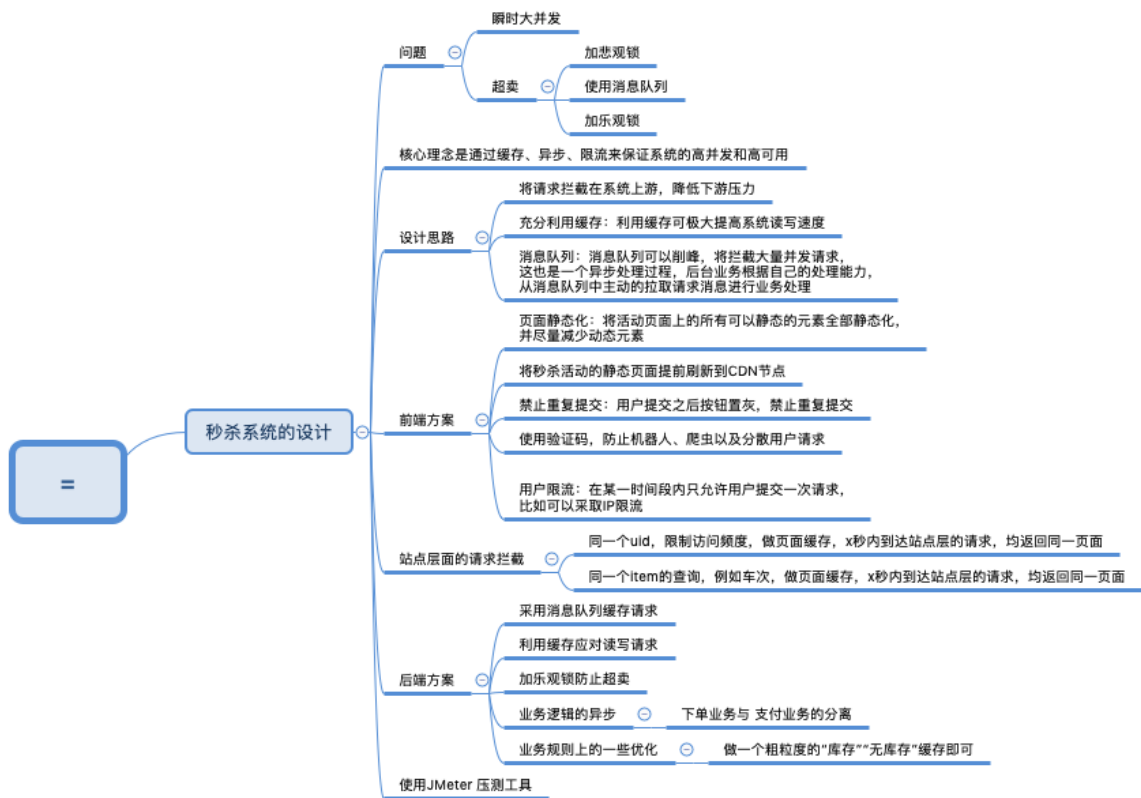 =
秒杀系统的设计
问题
瞬时大并发
超卖
加悲观锁
使用消息队列
加乐观锁
核心理念是通过缓存、异步、限流来保证系统的高并发和高可用
设计思路
将请求拦截在系统上游，降低下游压力
充分利用缓存：利用缓存可极大提高系统读写速度
消息队列：消息队列可以削峰，将拦截大量并发请求，
这也是一个异步处理过程，后台业务根据自己的处理能力，
从消息队列中主动的拉取请求消息进行业务处理
前端方案
页面静态化：将活动页面上的所有可以静态的元素全部静态化，
并尽量减少动态元素
将秒杀活动的静态页面提前刷新到CDN节点
禁止重复提交：用户提交之后按钮置灰，禁止重复提交
使用验证码，防止机器人、爬虫以及分散用户请求
用户限流：在某一时间段内只允许用户提交一次请求，
比如可以采取IP限流
站点层面的请求拦截
同一个uid，限制访问频度，做页面缓存，x秒内到达站点层的请求，均返回同一页面
同一个item的查询，例如车次，做页面缓存，x秒内到达站点层的请求，均返回同一页面
后端方案
采用消息队列缓存请求
利用缓存应对读写请求
加乐观锁防止超卖
业务逻辑的异步
下单业务与 支付业务的分离
业务规则上的一些优化
做一个粗粒度的“库存”“无库存”缓存即可
使用JMeter 压测工具